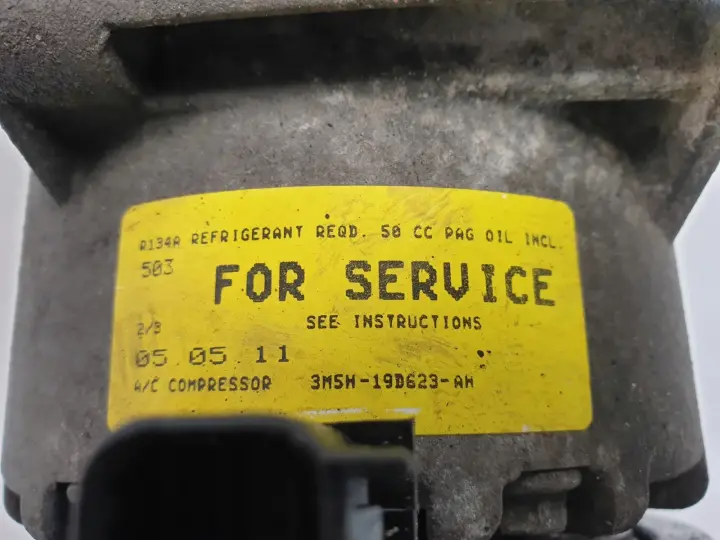 R134A REFRIGERANT REQD. 50 CC PAG OIL INCL.
503
FOR SERVICE
2/3
SEE INSTRUCTIONS
05.05.11
A/C COMPRESSOR 3M5H-19D623-AH